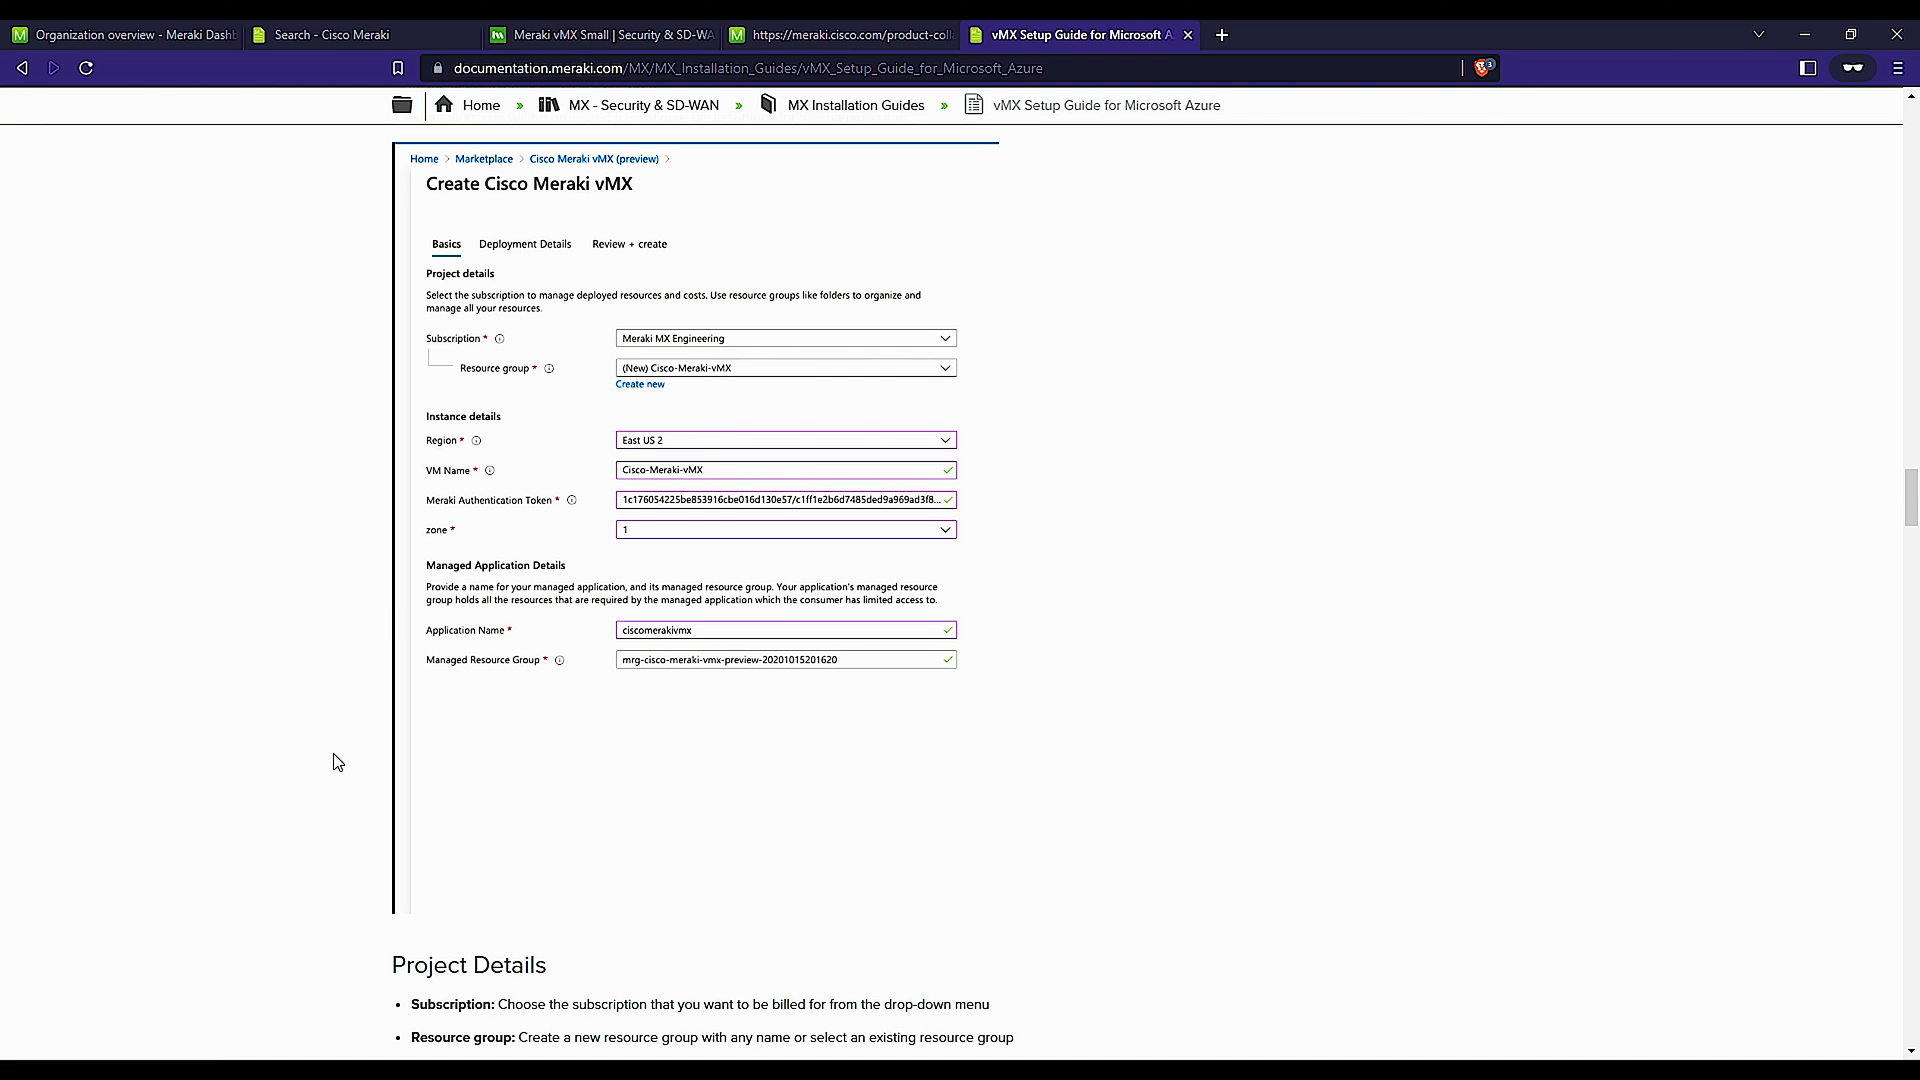 Organization overview - Meraki Dashb
Search - Cisco Meraki
Meraki vMX Small | Security & SD-WA
https://meraki.cisco.com/product-coll
vMX Setup Guide for Microsoft A
documentation.meraki.com/MX/MX_Installation_Guides/vMX_Setup_Guide_for_Microsoft_Azure
3
Home » MX - Security & SD-WAN » MX Installation Guides » vMX Setup Guide for Microsoft Azure
Home > Marketplace > Cisco Meraki vMX (preview) >
Create Cisco Meraki vMX
Basics Deployment Details Review + create
Project details
Select the subscription to manage deployed resources and costs. Use resource groups like folders to organize and
manage all your resources.
Subscription * Meraki MX Engineering
Resource group * (New) Cisco-Meraki-vMX
Create new
Instance details
Region * East US 2
VM Name * Cisco-Meraki-vMX
Meraki Authentication Token * 1c176054225be853916cbe016d130e57/c1ff1e2b6d7485ded9a969ad3f8...
zone * 1
Managed Application Details
Provide a name for your managed application, and its managed resource group. Your application's managed resource
group holds all the resources that are required by the managed application which the consumer has limited access to.
Application Name * ciscomerakivmx
Managed Resource Group * mrg-cisco-meraki-vmx-preview-20201015201620
Project Details
• Subscription: Choose the subscription that you want to be billed for from the drop-down menu
• Resource group: Create a new resource group with any name or select an existing resource group